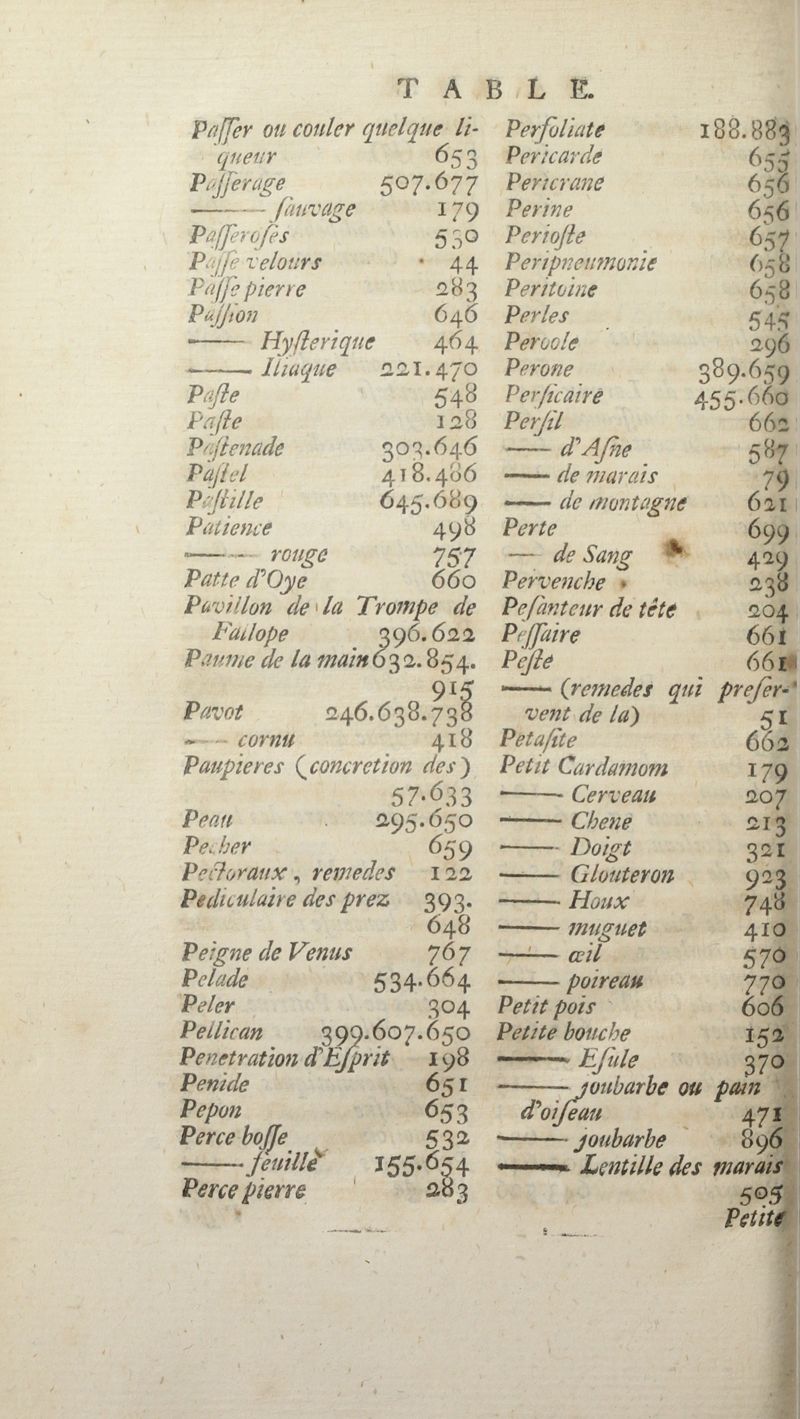 TABLE.
Paſſer ou couler quelque li-
queur 653
Paſſerage 507.677
——— ſauvage 179
Paſſeroſes 530
Paſſe velours 44
Paſſe pierre 283
Paſſion 646
—— Hyſterique 464
——— Iliaque 221.470
Paſte 548
Paſte 128
Paſtenade 303.646
Paſtel 418.486
Paſtille 645.689
Patience 498
——— rouge 757
Patte d'Oye 660
Pavillon de la Trompe de
Fallope 396.622
Paume de la main 632.854.
915
Pavot 246.638.738
—— cornu 418
Paupieres (concretion des)
57.633
Peau 295.650
Pecher 659
Pectoraux, remedes 122
Pediculaire des prez 393.
648
Peigne de Venus 767
Pelade 534.664
Peler 304
Pellican 399.607.650
Penetration d'Eſprit 198
Penide 651
Pepon 653
Perce boſſe 532
——— feuille 155.654
Perce pierre 283
Perfoliate 188.883
Pericarde 655
Pericrane 656
Perine 656
Perioſte 657
Peripneumonie 658
Peritoine 658
Perles 545
Peroole 296
Perone 389.659
Perſicaire 455.660
Perſil 662
—— d'Aſne 587
—— de marais 79
—— de montagne 621
Perte 699
—— de Sang 429
Pervenche 238
Peſanteur de tête 204
Peſſaire 661
Peſte 661
—— (remedes qui preſer-
vent de la) 51
Petaſite 662
Petit Cardamom 179
——— Cerveau 207
——— Chene 213
——— Doigt 321
——— Glouteron 923
——— Houx 748
——— muguet 410
——— œil 570
——— poireau 770
Petit pois 606
Petite bouche 152
——— Eſule 370
——— Joubarbe ou pain
d'oiſeau 471
——— Joubarbe 896
——— Lentille des marais
505
Petite